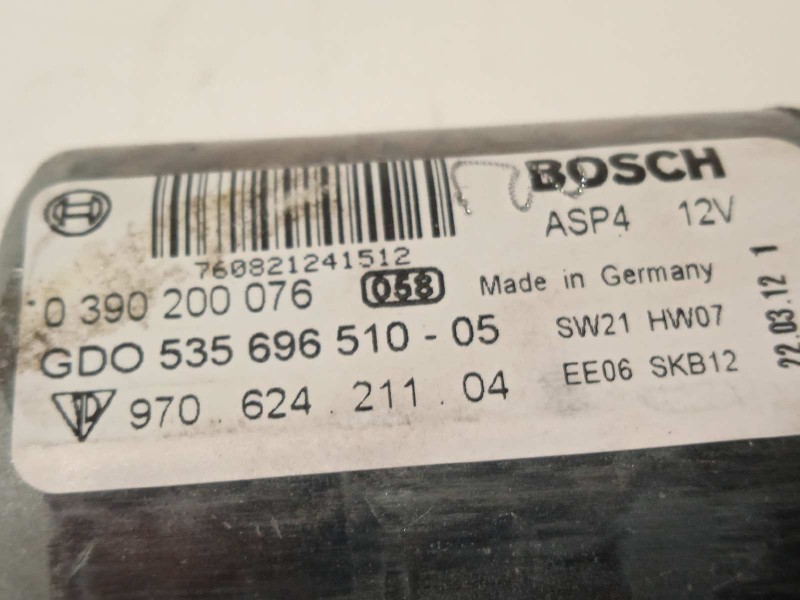 BOSCH
ASP4 12V
760821241512
0 390 200 076 058 Made in Germany
GDO 535 696 510 - 05 SW21 HW07
970 . 624 . 211 . 04 EE06 SKB12
22.03.12 1